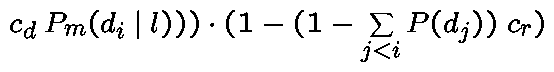 c_d P_m(d_i | l))) · (1 − (1 − ∑_{j<i} P(d_j)) c_r)